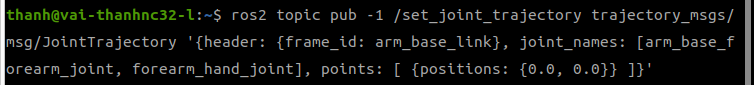 thanh@vai-thanhnc32-l:~$ ros2 topic pub -1 /set_joint_trajectory trajectory_msgs/
msg/JointTrajectory '{header: {frame_id: arm_base_link}, joint_names: [arm_base_f
orearm_joint, forearm_hand_joint], points: [ {positions: {0.0, 0.0}} ]}'